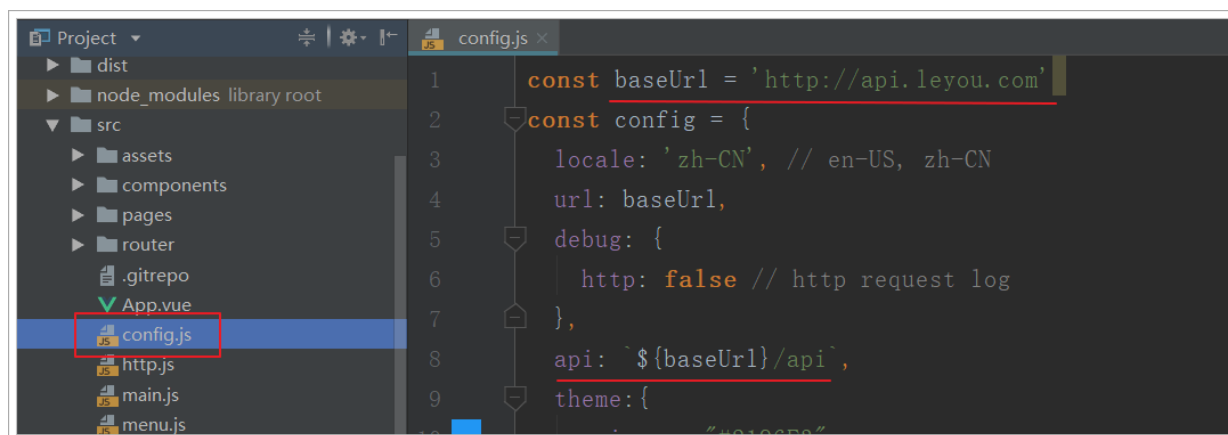 Project
dist
node_modules library root
src
assets
components
pages
router
.gitrepo
App.vue
config.js
http.js
main.js
menu.js
config.js
1 const baseUrl = 'http://api.leyou.com'
2 const config = {
3 locale: 'zh-CN', // en-US, zh-CN
4 url: baseUrl,
5 debug: {
6 http: false // http request log
7 },
8 api: `${baseUrl}/api`,
9 theme:{